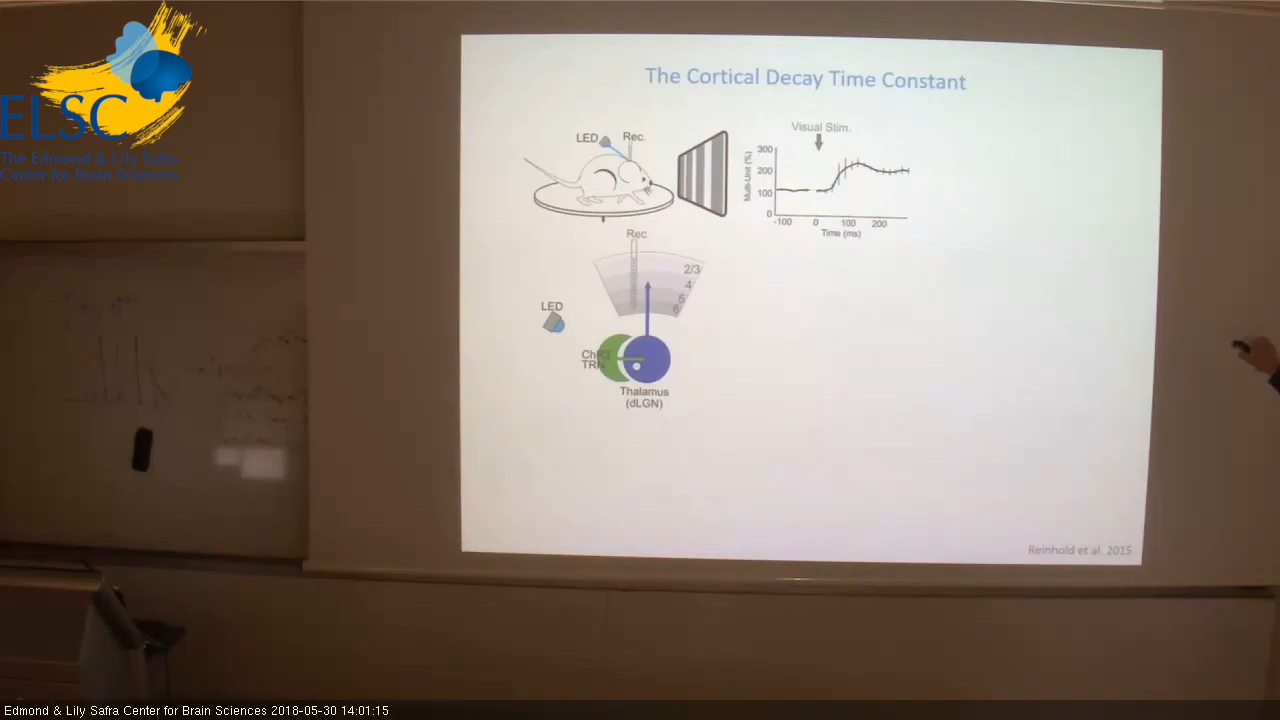 ELSC
The Edmond & Lily Safra
Center for Brain Sciences
The Cortical Decay Time Constant
LED
Rec.
Visual Stim.
Multi-Unit (%)
300
200
100
0
-100 0 100 200
Time (ms)
Rec.
2/3
4
5
6
LED
ChR2
TRN
Thalamus
(dLGN)
Reinhold et al. 2015
Edmond & Lily Safra Center for Brain Sciences 2018-05-30 14:01:15